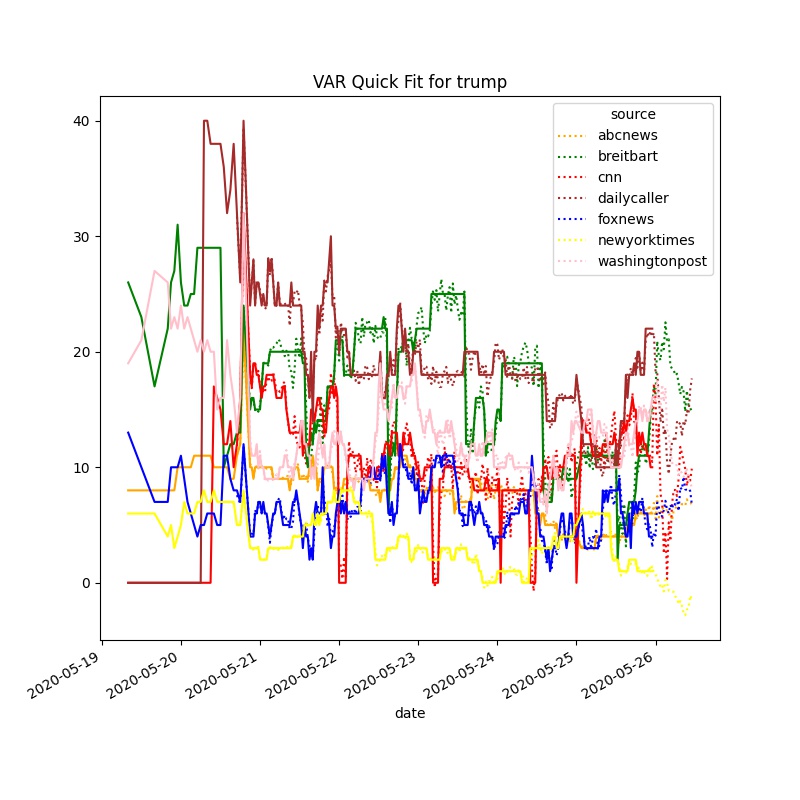 VAR Quick Fit for trump
source
abcnews
breitbart
cnn
dailycaller
foxnews
newyorktimes
washingtonpost
40
30
20
10
0
2020-05-19
2020-05-20
2020-05-21
2020-05-22
2020-05-23
2020-05-24
2020-05-25
2020-05-26
date